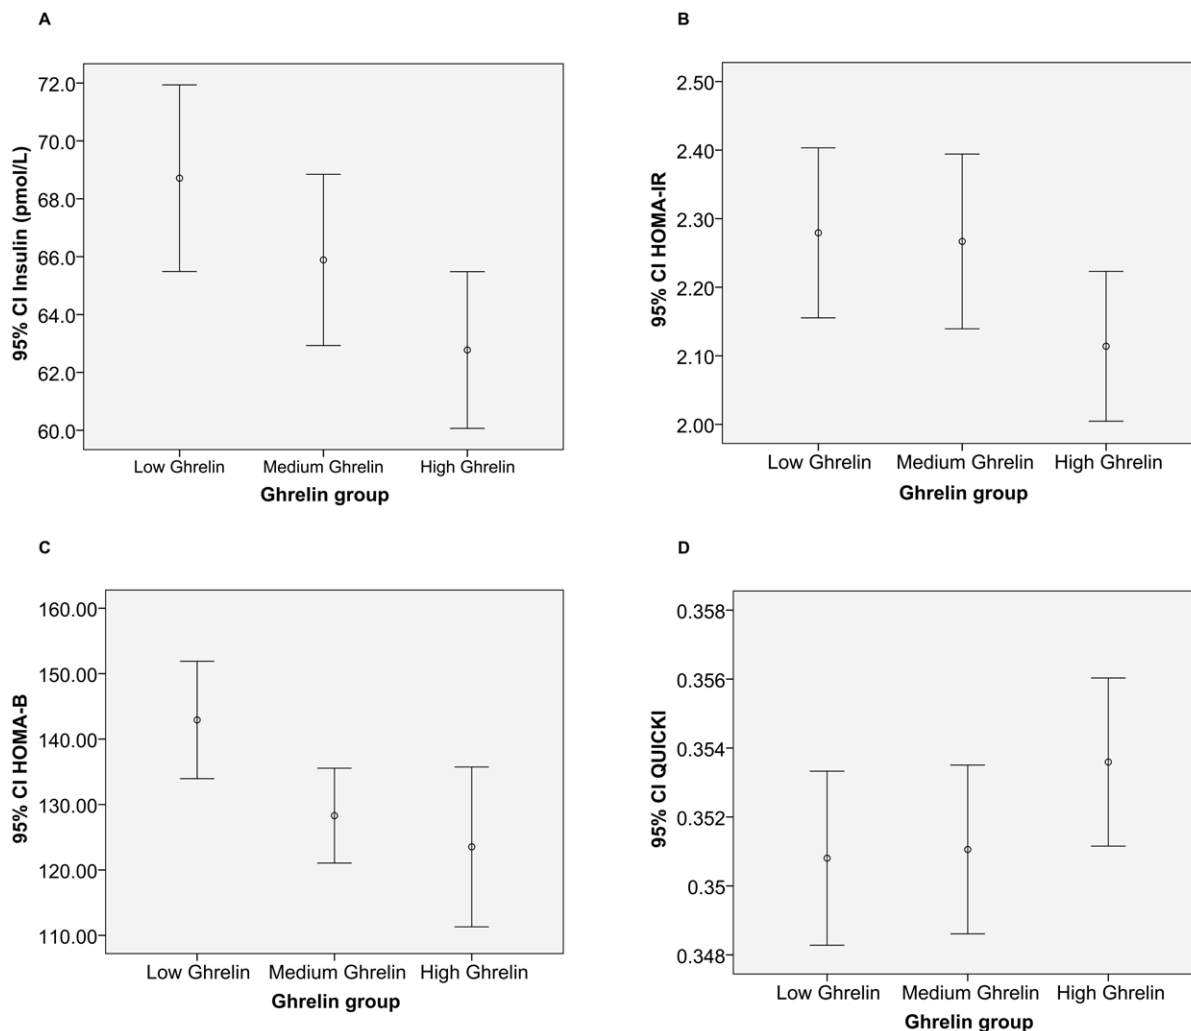 A
95% CI Insulin (pmol/L)
72.0
70.0
68.0
66.0
64.0
62.0
60.0
Low Ghrelin Medium Ghrelin High Ghrelin
Ghrelin group
B
95% CI HOMA-IR
2.50
2.40
2.30
2.20
2.10
2.00
Low Ghrelin Medium Ghrelin High Ghrelin
Ghrelin group
C
95% CI HOMA-B
160.00
150.00
140.00
130.00
120.00
110.00
Low Ghrelin Medium Ghrelin High Ghrelin
Ghrelin group
D
95% CI QUICKI
0.358
0.356
0.354
0.352
0.35
0.348
Low Ghrelin Medium Ghrelin High Ghrelin
Ghrelin group